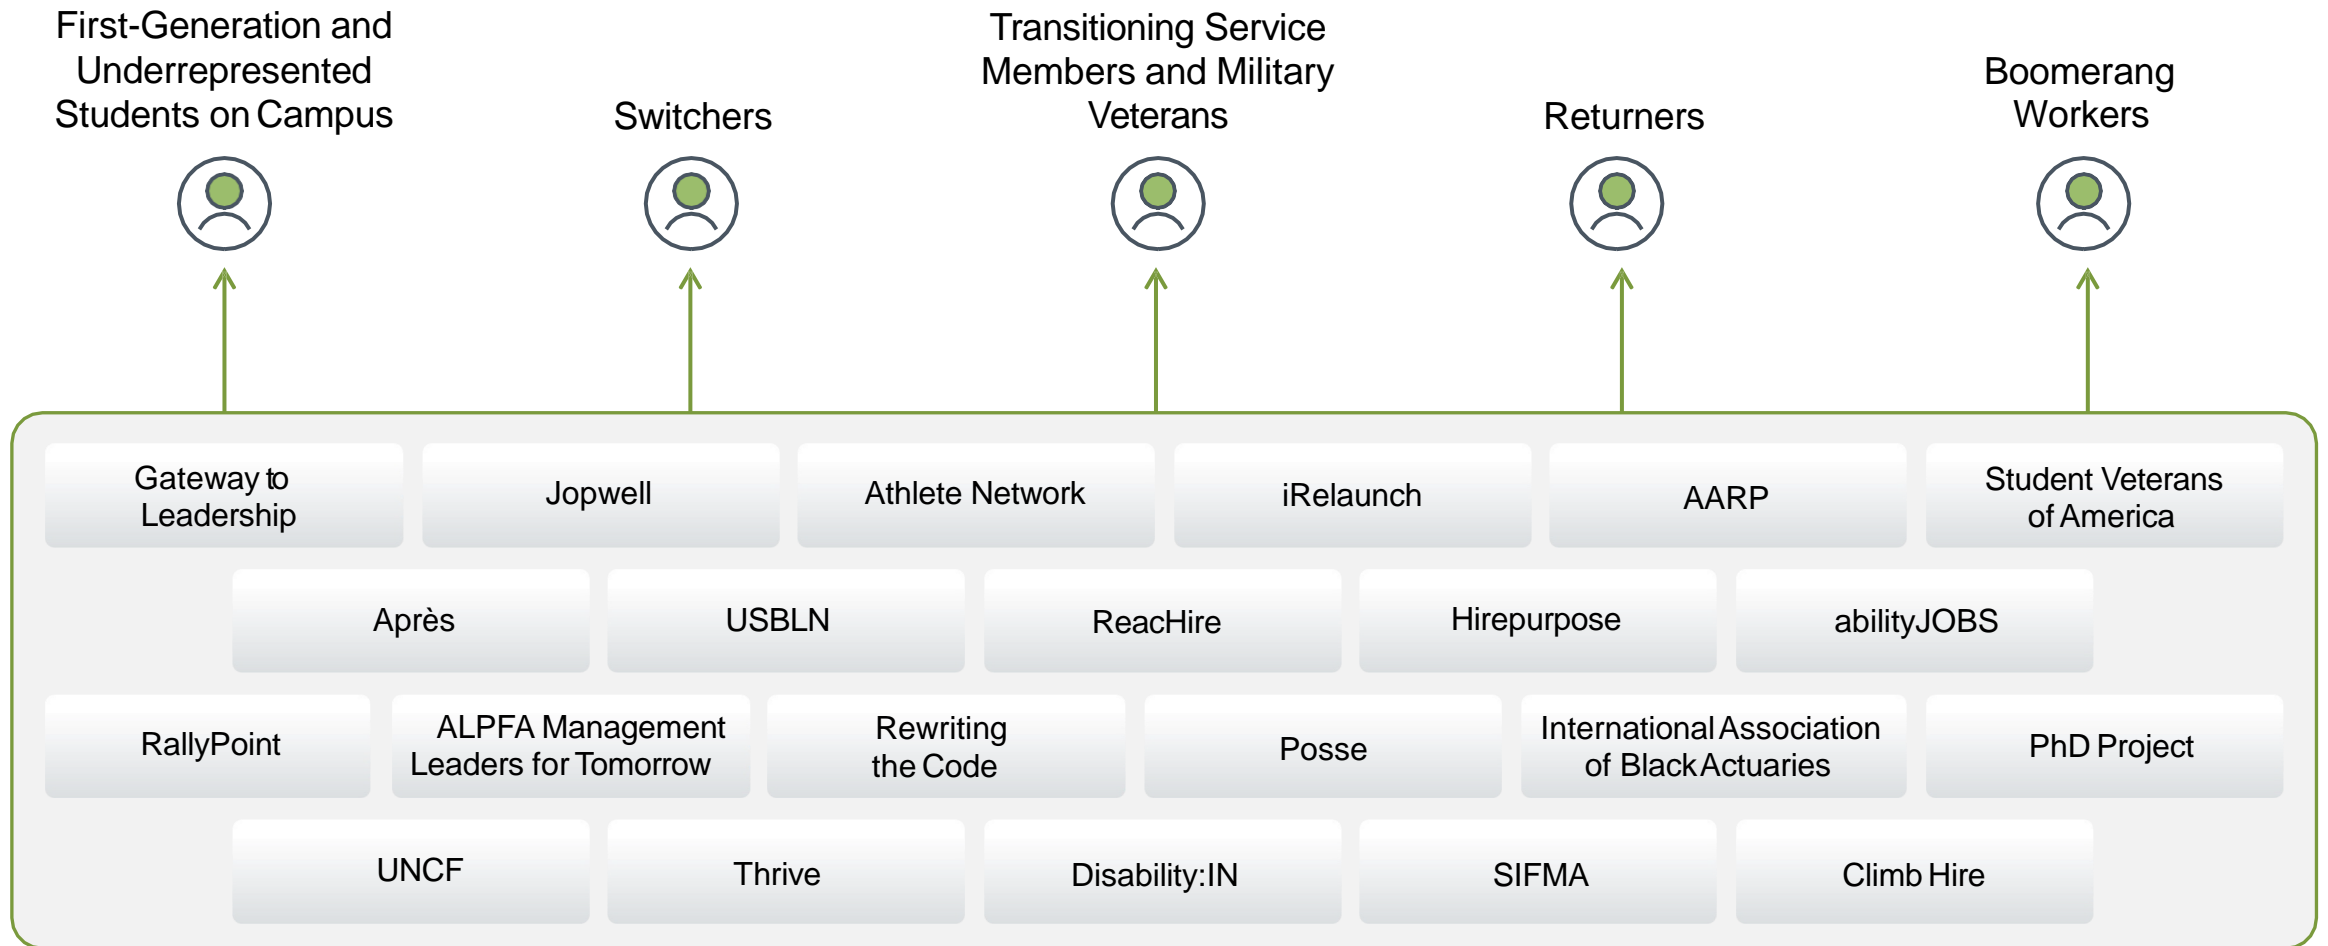 First-Generation and
Underrepresented
Students on Campus
Switchers
Transitioning Service
Members and Military
Veterans
Returners
Boomerang
Workers
Gateway to
Leadership
Jopwell
Athlete Network
iRelaunch
AARP
Student Veterans
of America
Après
USBLN
ReacHire
Hirepurpose
abilityJOBS
RallyPoint
ALPFA Management
Leaders for Tomorrow
Rewriting
the Code
Posse
International Association
of Black Actuaries
PhD Project
UNCF
Thrive
Disability:IN
SIFMA
Climb Hire